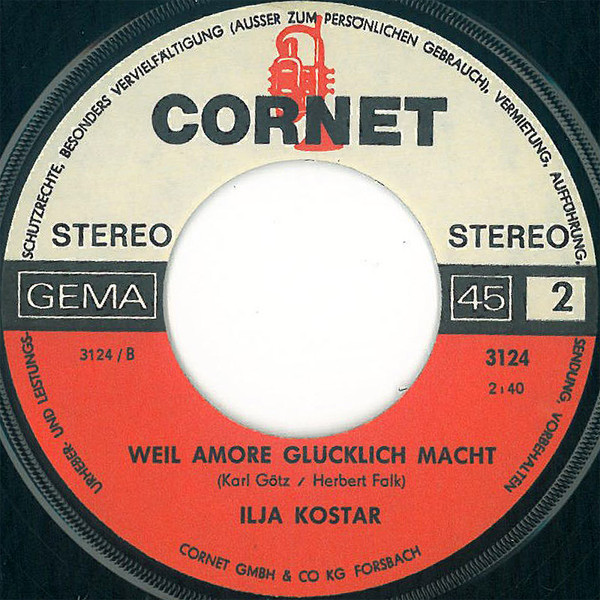 URHEBER- UND LEISTUNGS-SCHUTZRECHTE, BESONDERS VERVIELFÄLTIGUNG (AUSSER ZUM PERSÖNLICHEN GEBRAUCH), VERMIETUNG, AUFFÜHRUNG, SENDUNG, VORBEHALTEN
CORNET
STEREO STEREO
GEMA 45 2
3124/B 3124
2:40
WEIL AMORE GLUCKLICH MACHT
(Karl Götz / Herbert Falk)
ILJA KOSTAR
CORNET GMBH & CO KG FORSBACH